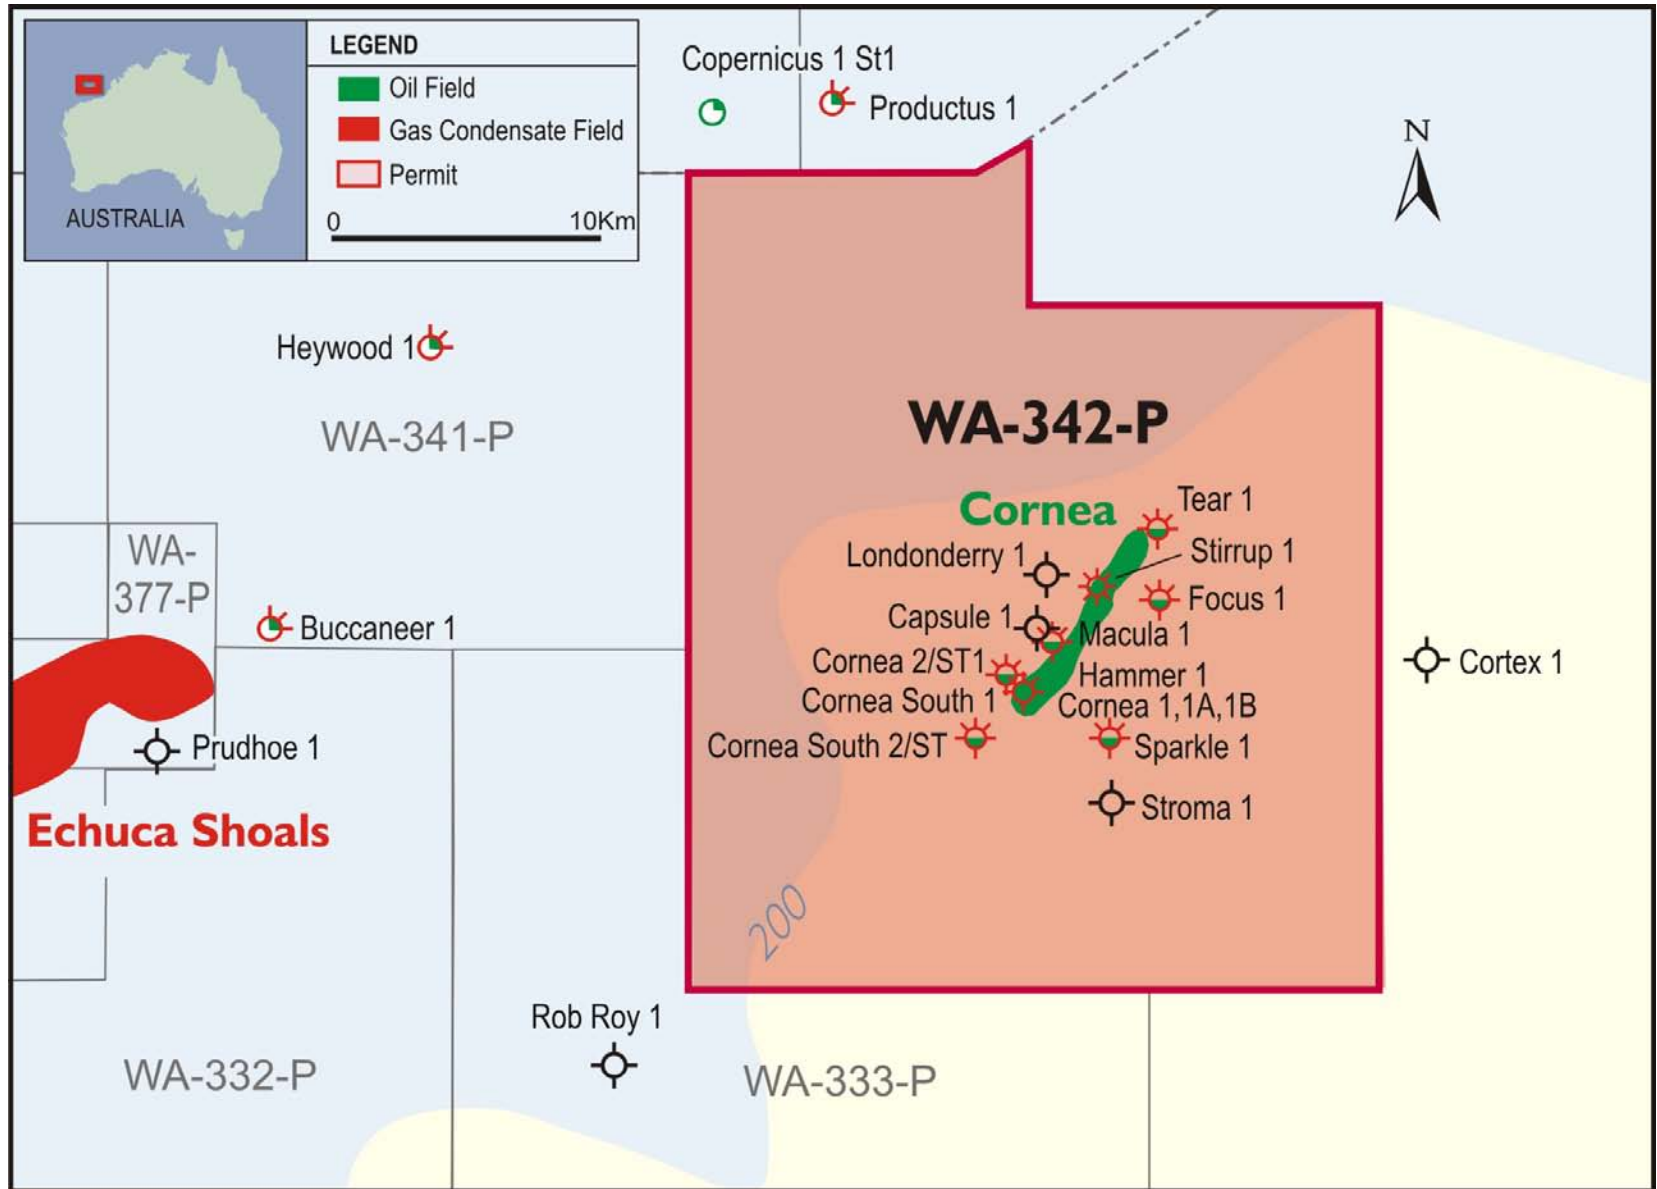 LEGEND
Oil Field
Gas Condensate Field
Permit
0 10Km
AUSTRALIA
Copernicus 1 St1
Productus 1
N
Heywood 1
WA-341-P
WA-342-P
Cornea
Tear 1
Londonderry 1
Stirrup 1
Focus 1
Capsule 1
Macula 1
Cornea 2/ST1
Hammer 1
Cornea South 1
Cornea 1,1A,1B
Cornea South 2/ST
Sparkle 1
Stroma 1
Cortex 1
WA-
377-P
Buccaneer 1
Prudhoe 1
Echuca Shoals
200
Rob Roy 1
WA-332-P
WA-333-P